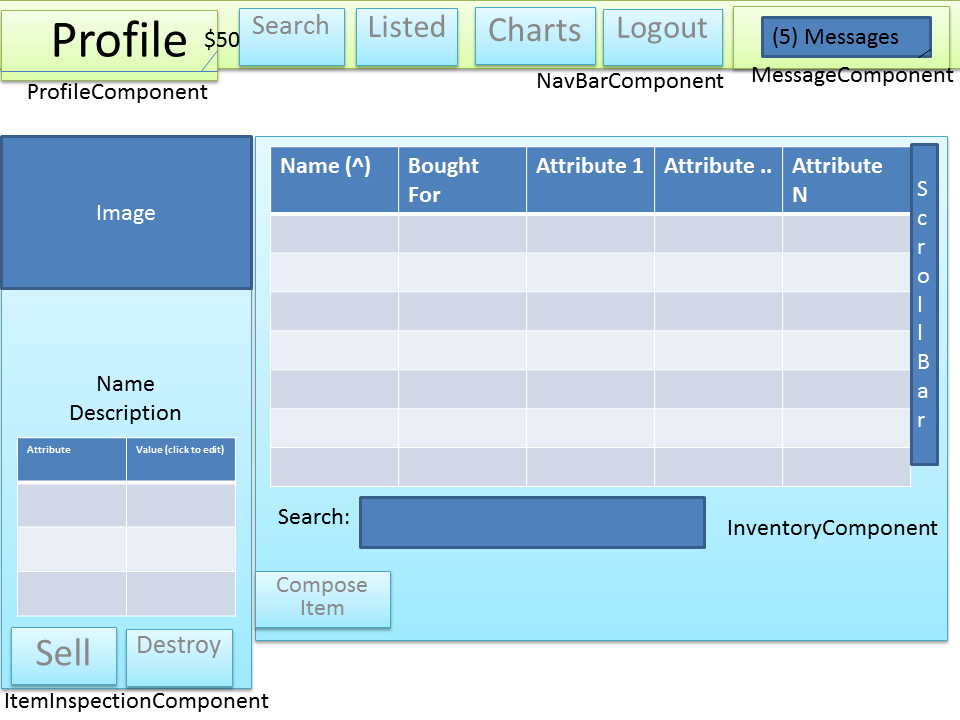 Profile $50
Search
Listed
Charts
Logout
(5) Messages
ProfileComponent
NavBarComponent
MessageComponent
Image
Name
Description
Attribute
Value (click to edit)
Sell
Destroy
ItemInspectionComponent
Name (^)
Bought
For
Attribute 1
Attribute ..
Attribute
N
S
c
r
o
l
l
B
a
r
Search:
InventoryComponent
Compose
Item